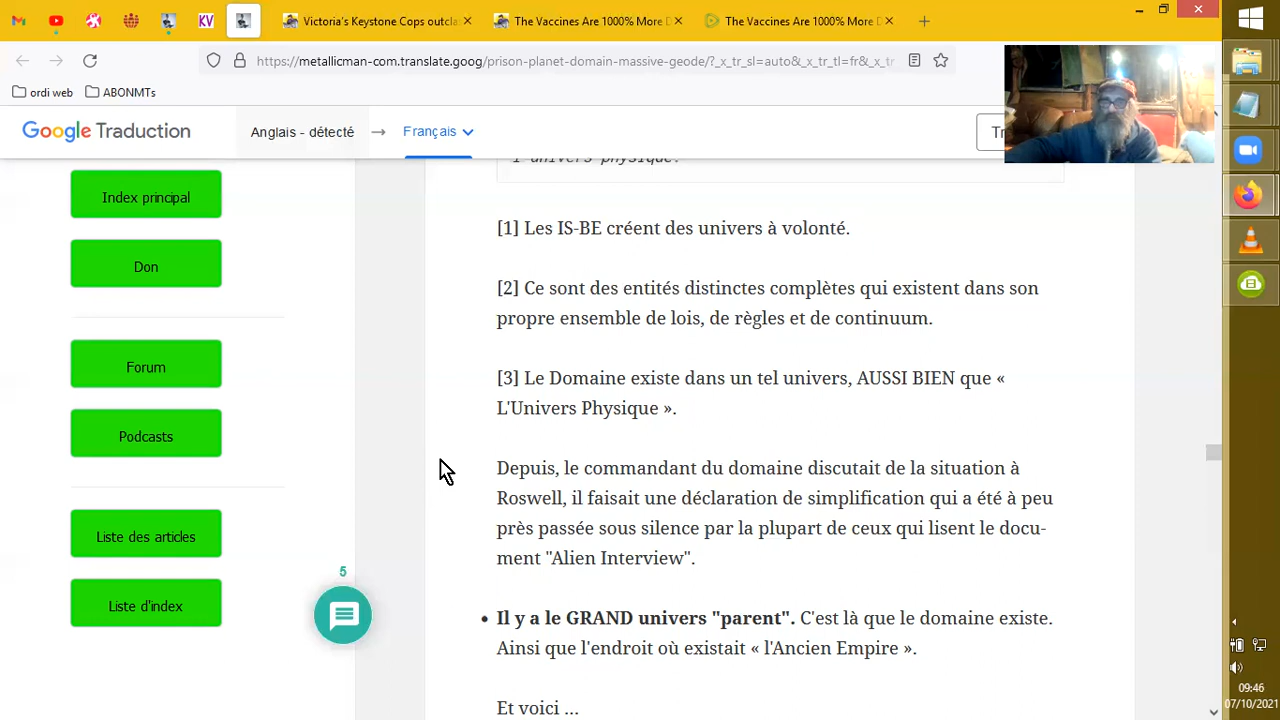 KV
Victoria's Keystone Cops outcla
The Vaccines Are 1000% More D
The Vaccines Are 1000% More D
https://metallicman-com.translate.goog/prison-planet-domain-massive-geode/?_x_tr_sl=auto&_x_tr_tl=fr&_x_tr
ordi web
ABONMTs
Google Traduction
Anglais - détecté
Français
Tr
l'univers physique.
Index principal
Don
Forum
Podcasts
Liste des articles
Liste d'index
5
[1] Les IS-BE créent des univers à volonté.
[2] Ce sont des entités distinctes complètes qui existent dans son
propre ensemble de lois, de règles et de continuum.
[3] Le Domaine existe dans un tel univers, AUSSI BIEN que «
L'Univers Physique ».
Depuis, le commandant du domaine discutait de la situation à
Roswell, il faisait une déclaration de simplification qui a été à peu
près passée sous silence par la plupart de ceux qui lisent le docu-
ment "Alien Interview".
• Il y a le GRAND univers "parent". C'est là que le domaine existe.
Ainsi que l'endroit où existait « l'Ancien Empire ».
Et voici ...
09:46
07/10/2021